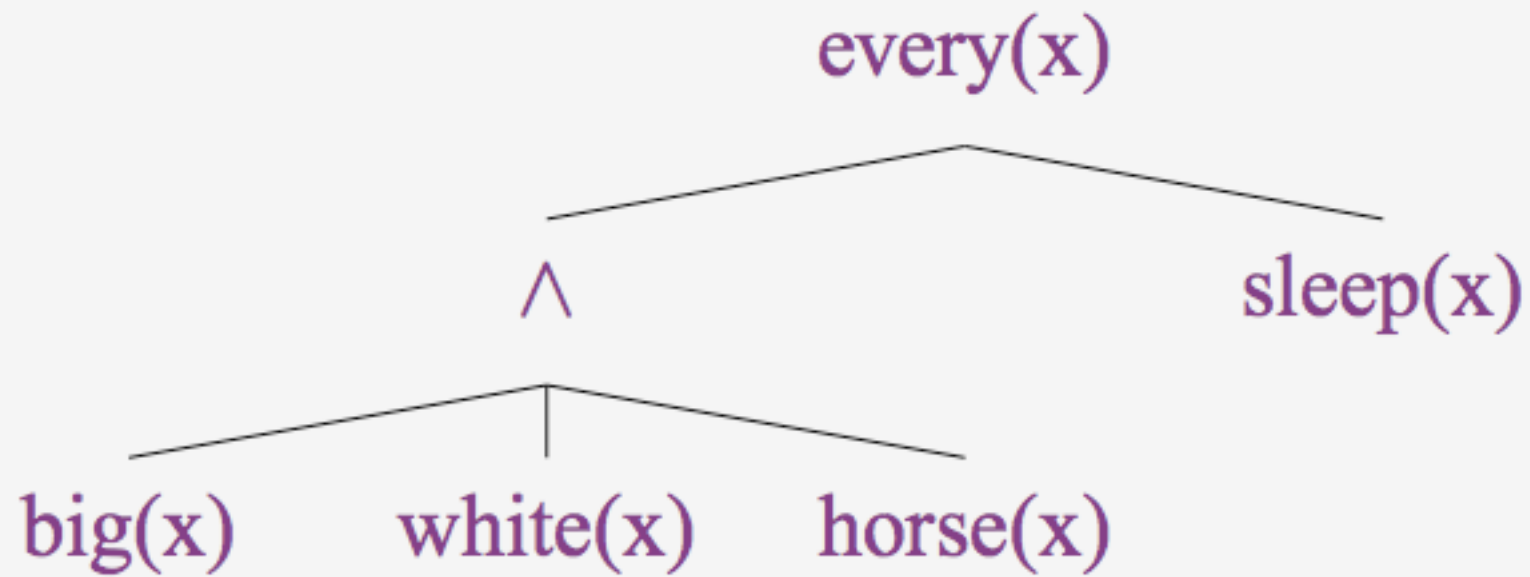 every(x)
∧ sleep(x)
big(x) white(x) horse(x)